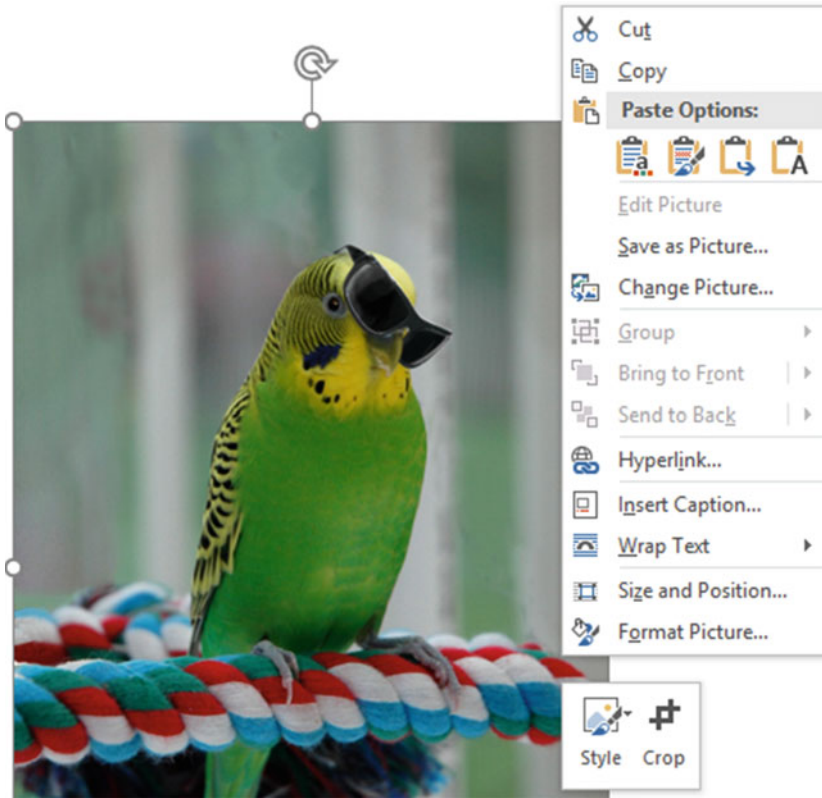 Cut
Copy
Paste Options:
a A
Edit Picture
Save as Picture...
Change Picture...
Group
Bring to Front
Send to Back
Hyperlink...
Insert Caption...
Wrap Text
Size and Position...
Format Picture...
Style Crop